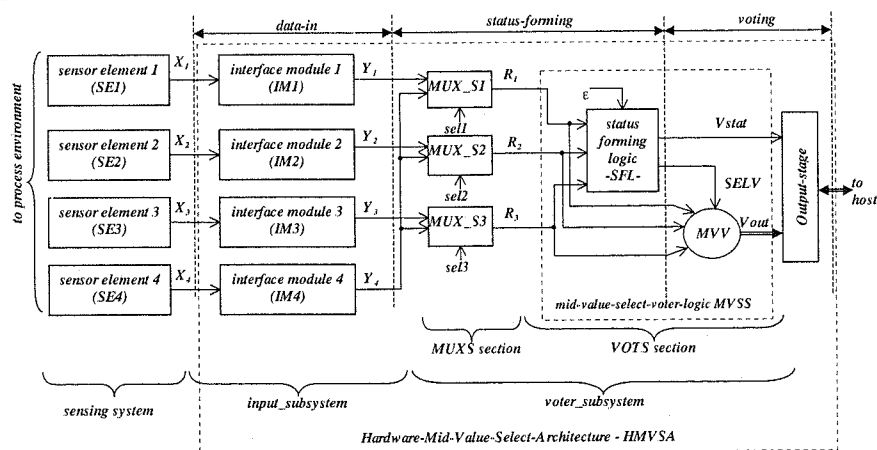 data-in
status-forming
voting
to process environment
sensor element 1
(SE1)
X1
interface module 1
(IM1)
Y1
MUX_S1
R1
sel1
sensor element 2
(SE2)
X2
interface module 2
(IM2)
Y2
MUX_S2
R2
sel2
sensor element 3
(SE3)
X3
interface module 3
(IM3)
Y3
MUX_S3
R3
sel3
sensor element 4
(SE4)
X4
interface module 4
(IM4)
Y4
ε
status
forming
logic
-SFL-
Vstat
SELV
MVV
Vout
Output-stage
to
host
mid-value-select-voter-logic MVSS
MUXS section
VOTS section
sensing system
input_subsystem
voter_subsystem
Hardware-Mid-Value-Select-Architecture - HMVSA